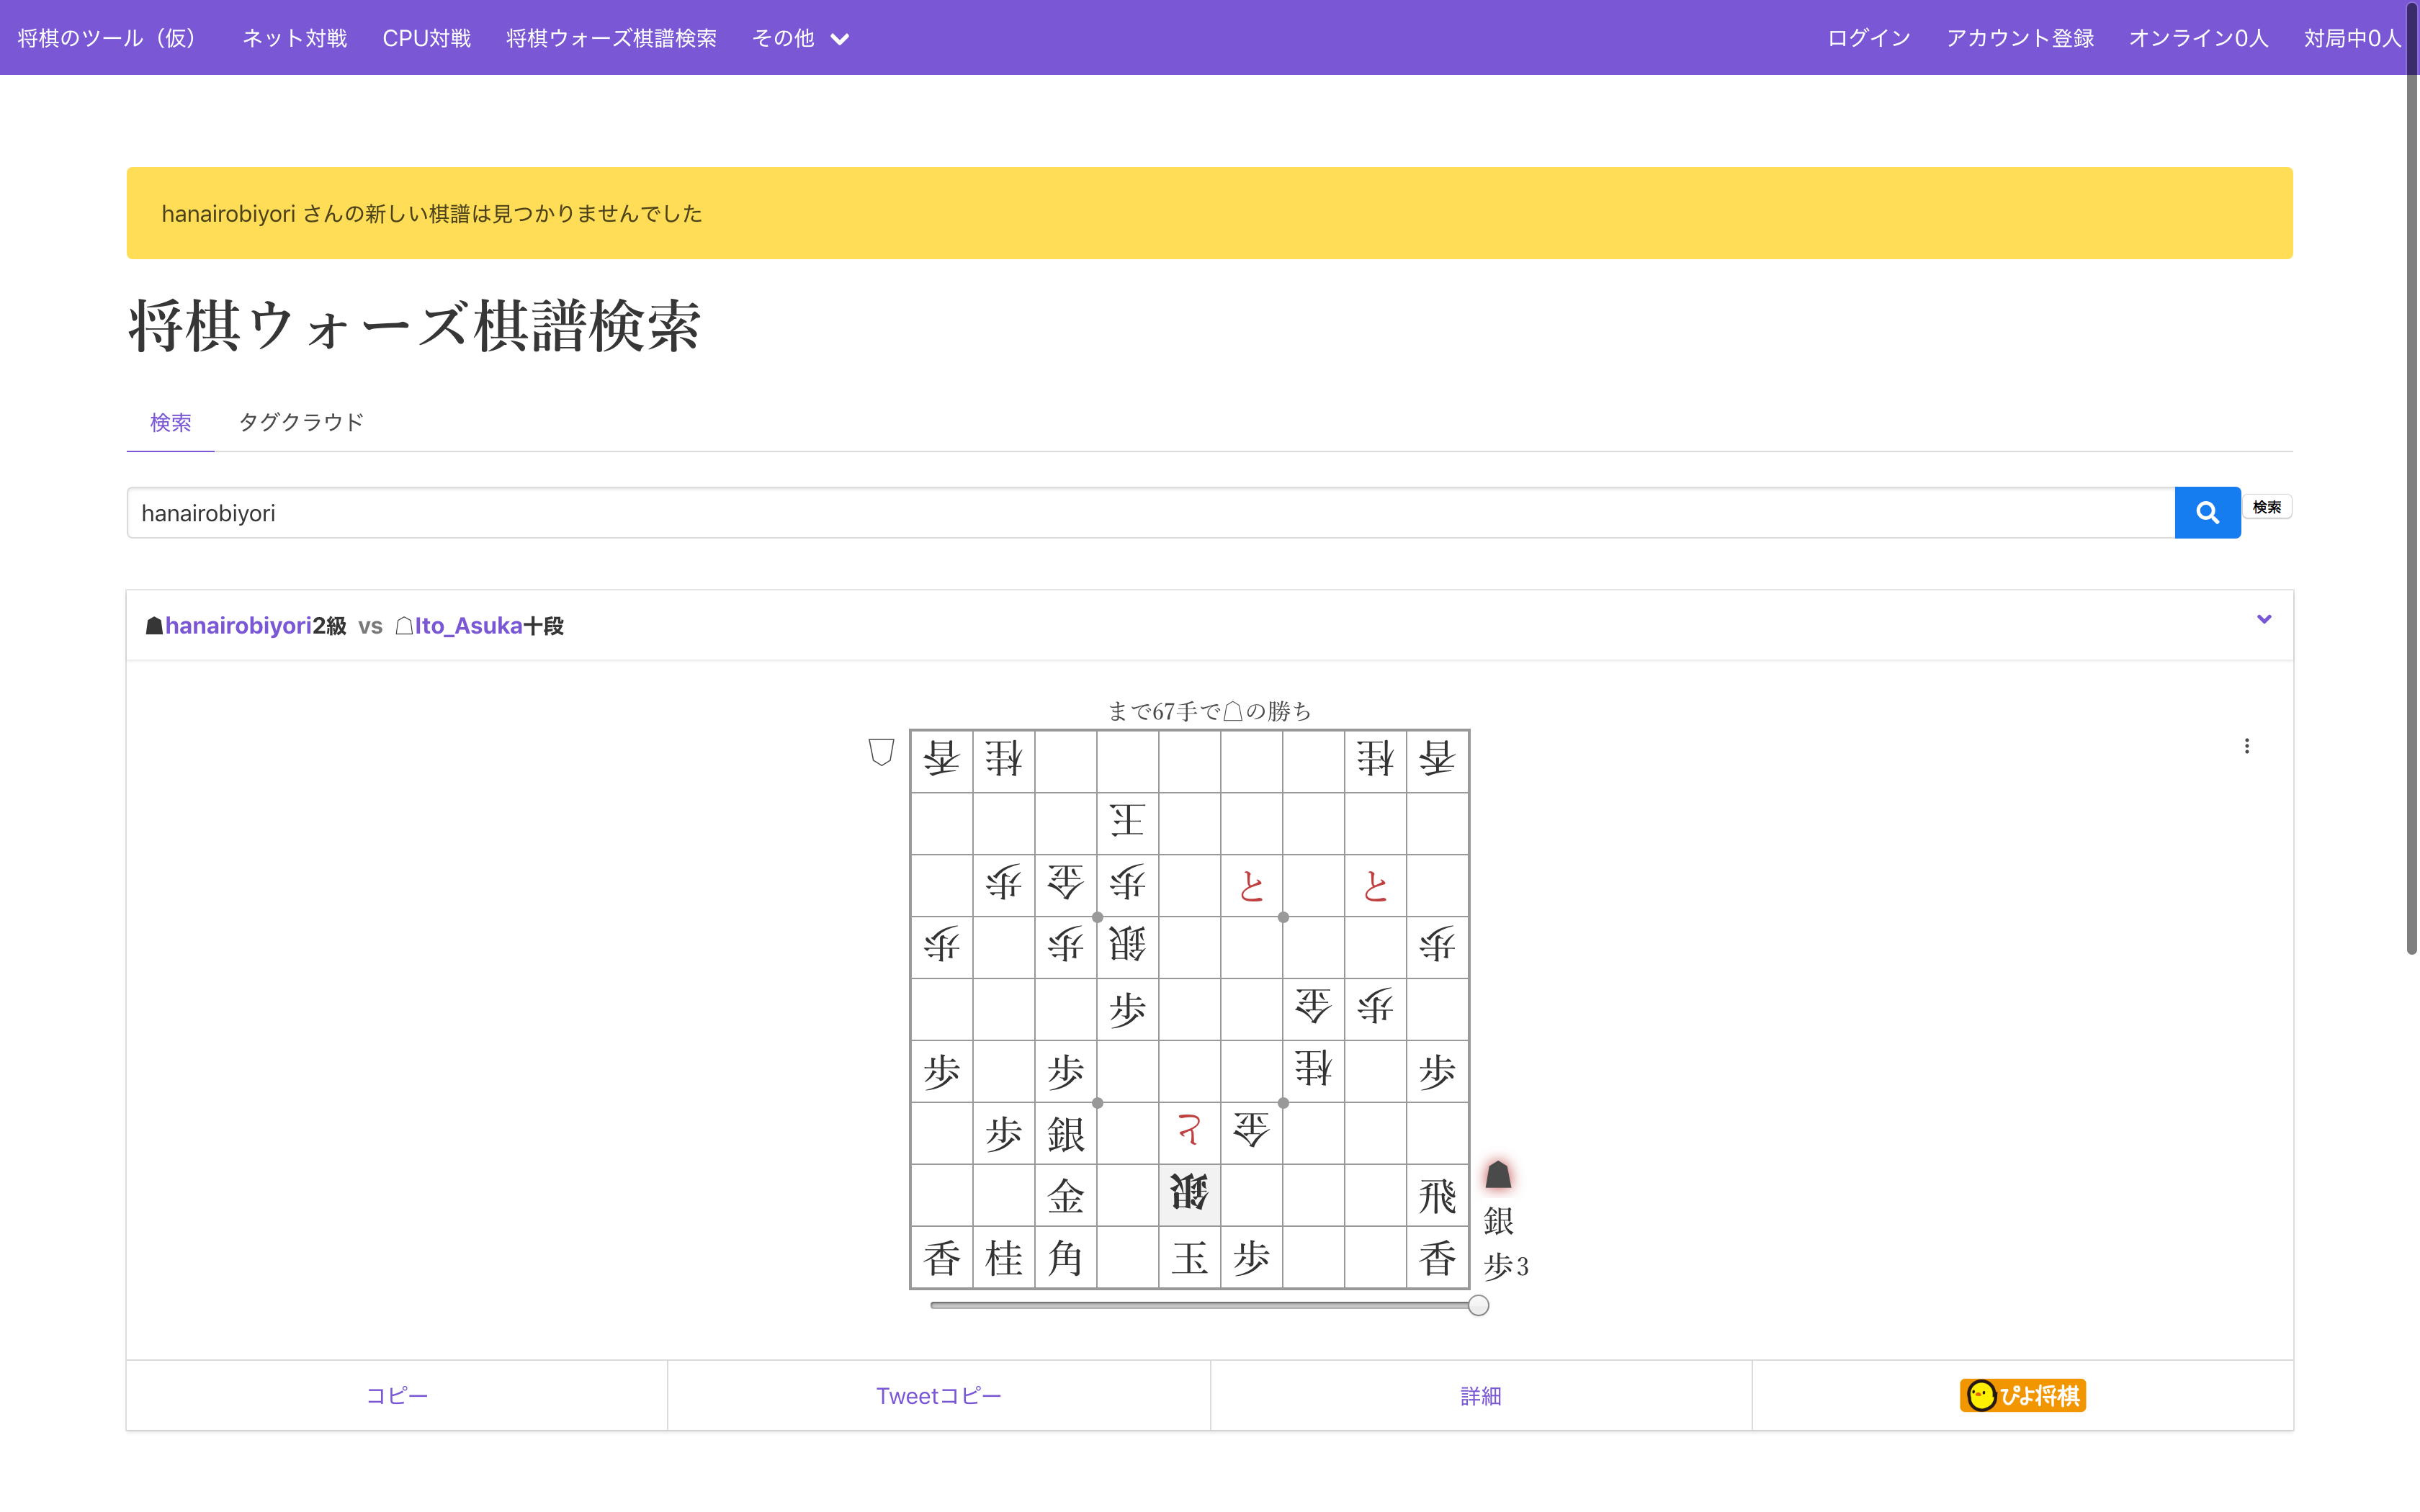 将棋のツール（仮） ネット対戦 CPU対戦 将棋ウォーズ棋譜検索 その他 ログイン アカウント登録 オンライン0人 対局中0人
hanairobiyori さんの新しい棋譜は見つかりませんでした
将棋ウォーズ棋譜検索
検索 タグクラウド
hanairobiyori 検索
☗hanairobiyori2級 vs ☖Ito_Asuka十段
まで67手で☖の勝ち
香 桂 桂 香
王
歩 金 歩 と と
歩 歩 銀 歩
歩 金 歩
歩 歩 桂 歩
歩 銀 と 金
金 銀 飛
香 桂 角 玉 歩 香
銀
歩3
コピー Tweetコピー 詳細 ぴよ将棋